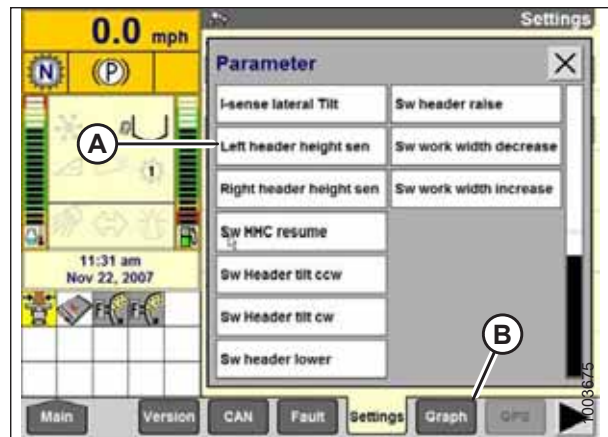 0.0 mph
Settings
N
(P)
Parameter
I-sense lateral Tilt
Sw header raise
A
Left header height sen
Sw work width decrease
1
Right header height sen
Sw work width increase
Sw HHC resume
11:31 am
Nov 22, 2007
Sw Header tilt ccw
Sw Header tilt cw
B
Sw header lower
Main
Version
CAN
Fault
Settings
Graph
GPS
1003675